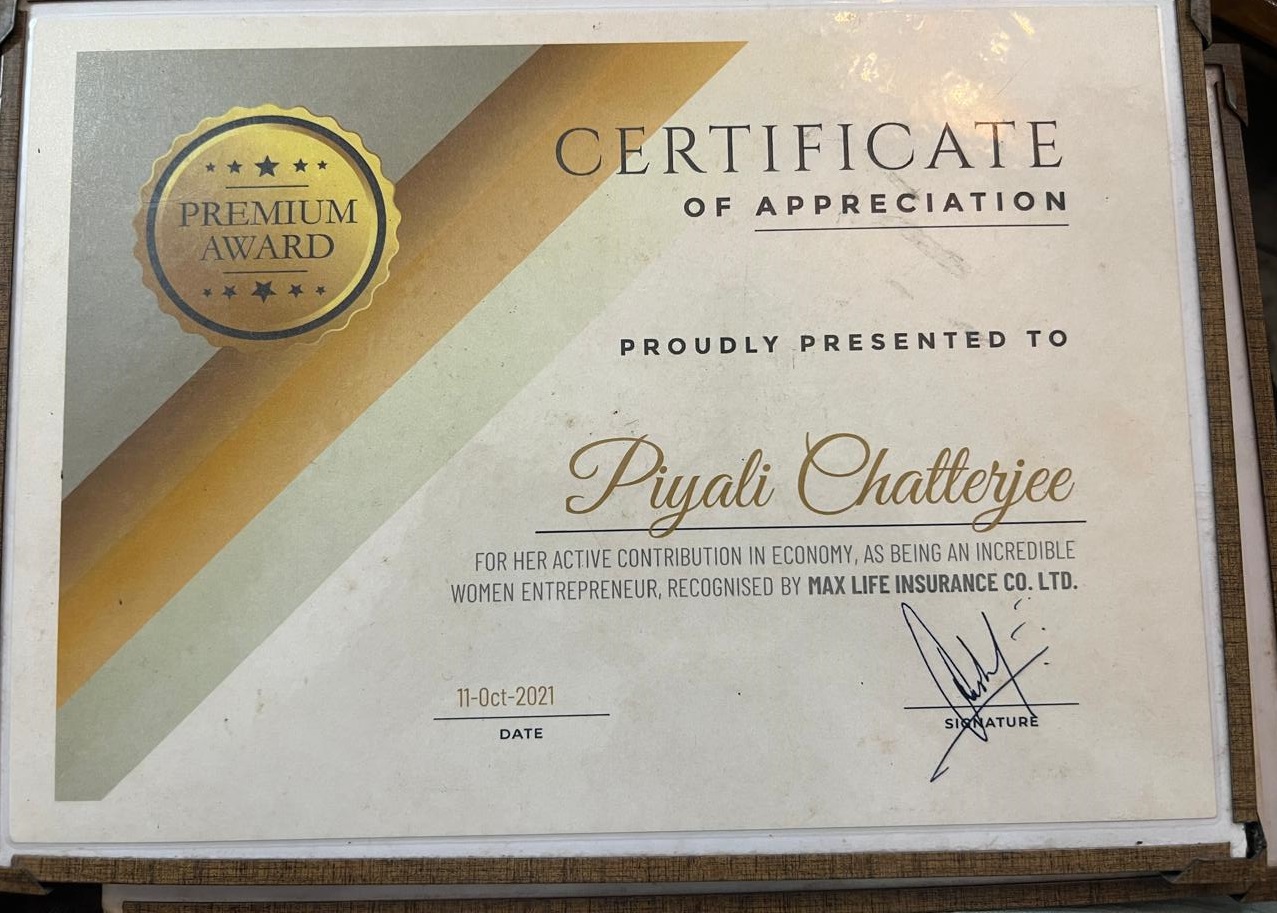 PREMIUM
AWARD
CERTIFICATE
OF APPRECIATION
PROUDLY PRESENTED TO
Piyali Chatterjee
FOR HER ACTIVE CONTRIBUTION IN ECONOMY, AS BEING AN INCREDIBLE
WOMEN ENTREPRENEUR, RECOGNISED BY MAX LIFE INSURANCE CO. LTD.
11-Oct-2021
DATE
SIGNATURE